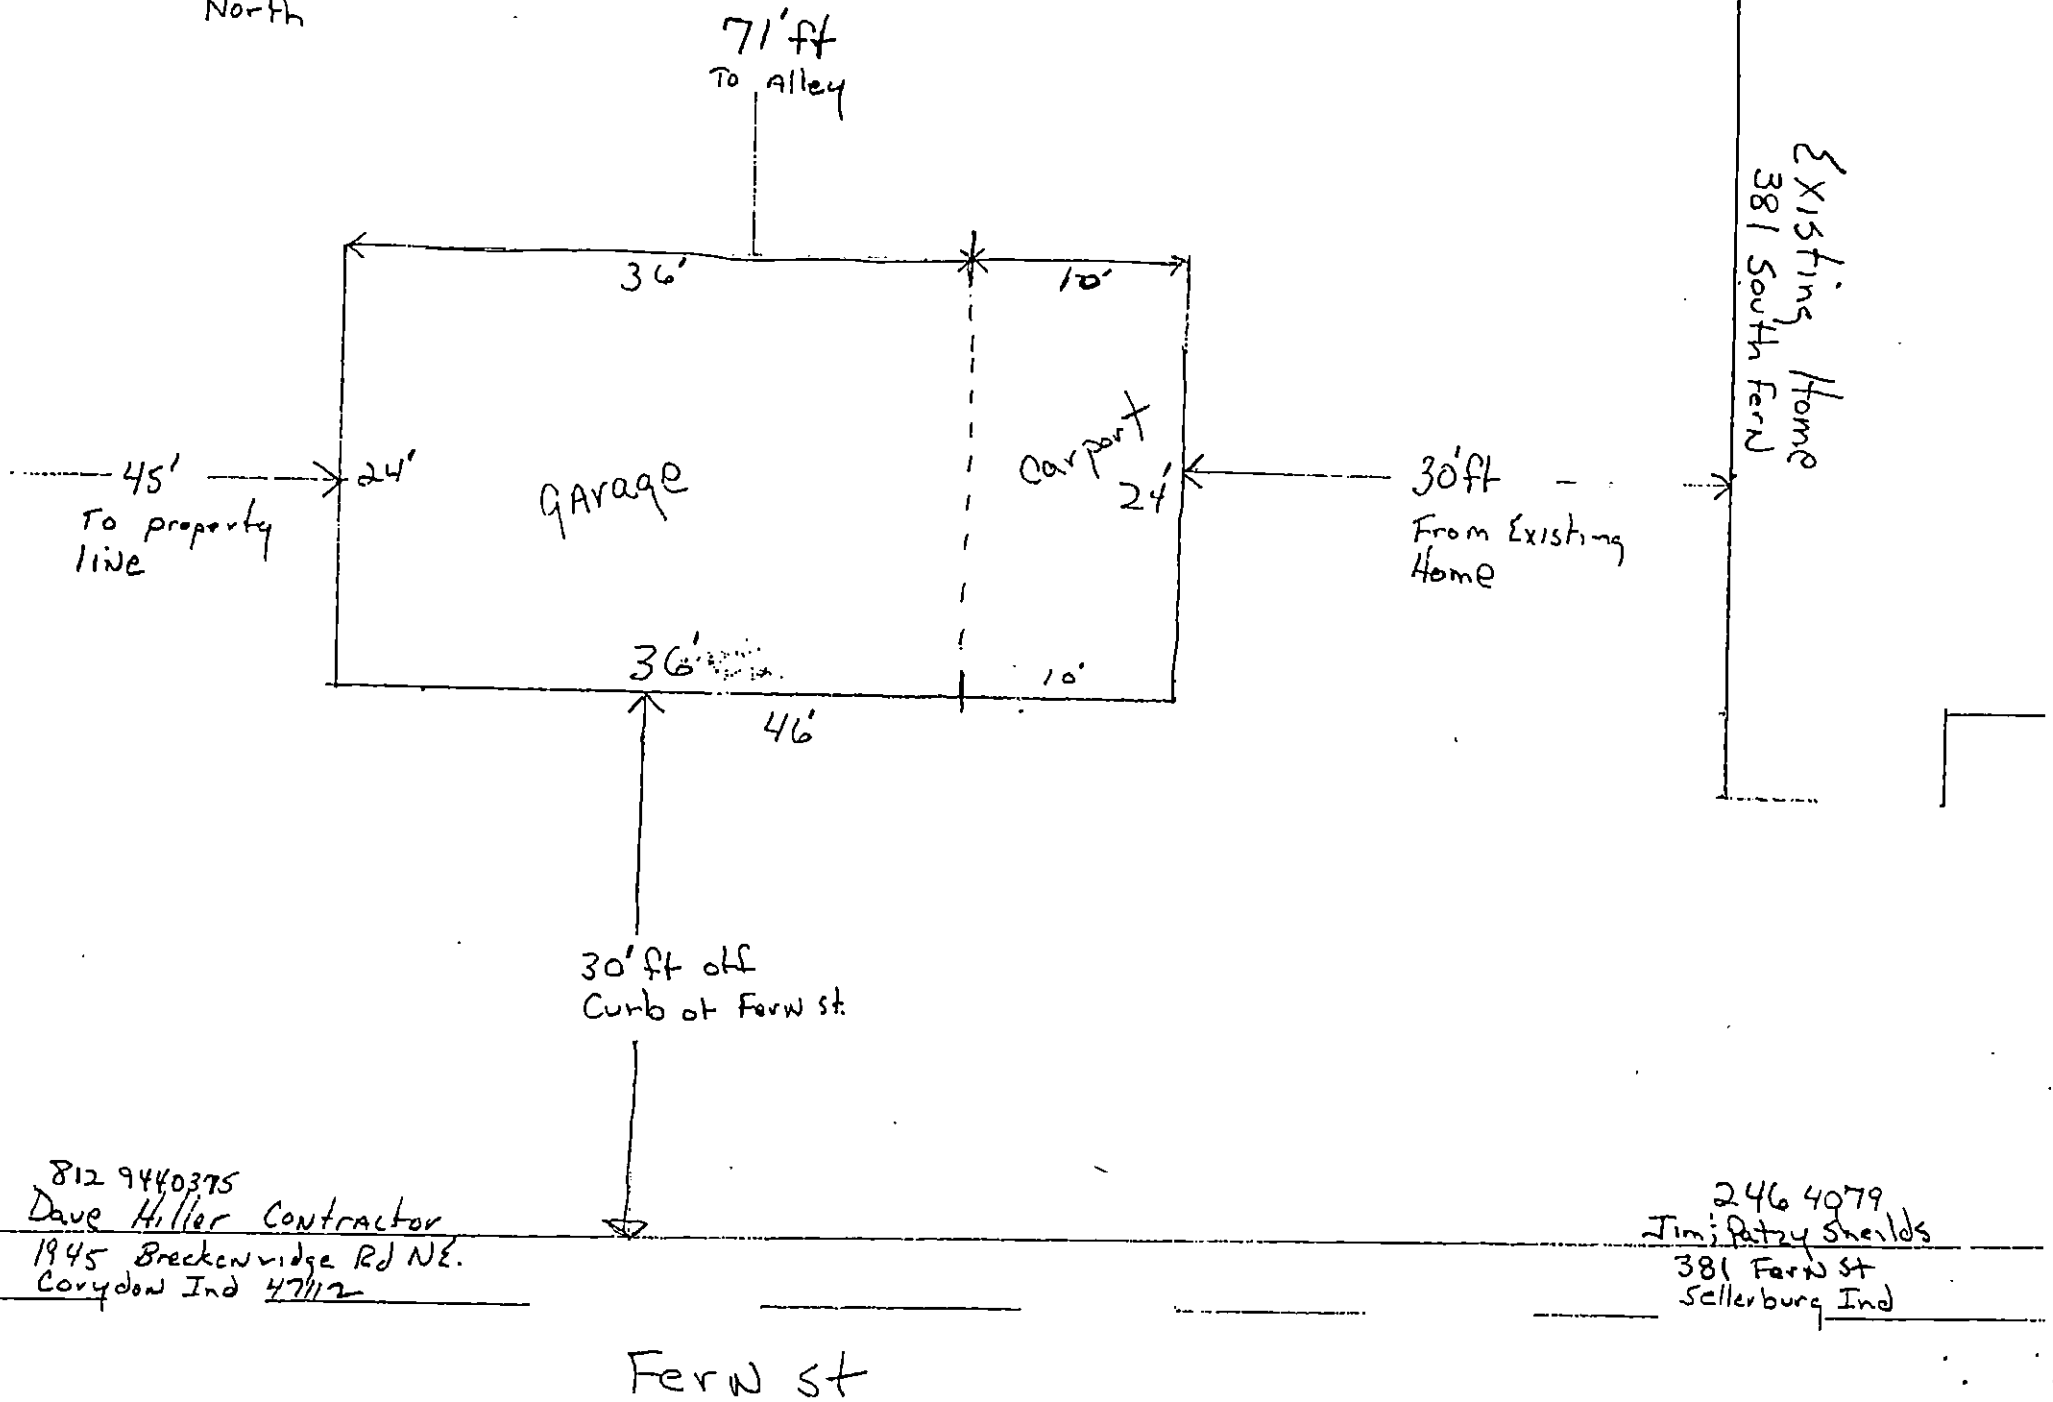 North
71'ft
To Alley
36'
10'
Existing Home
381 South Fern
45'
To property
line
24'
GArage
carport
24'
30'ft
From Existing
Home
36'
10'
46'
30'ft off
Curb of Fern st.
812 9440375
Dave Hiller Contractor
1945 Breckenridge Rd NE.
Corydon Ind 47112
246 4079
Jim; Patzy Sheilds
381 Fern St
Sellerburg Ind
Fern st